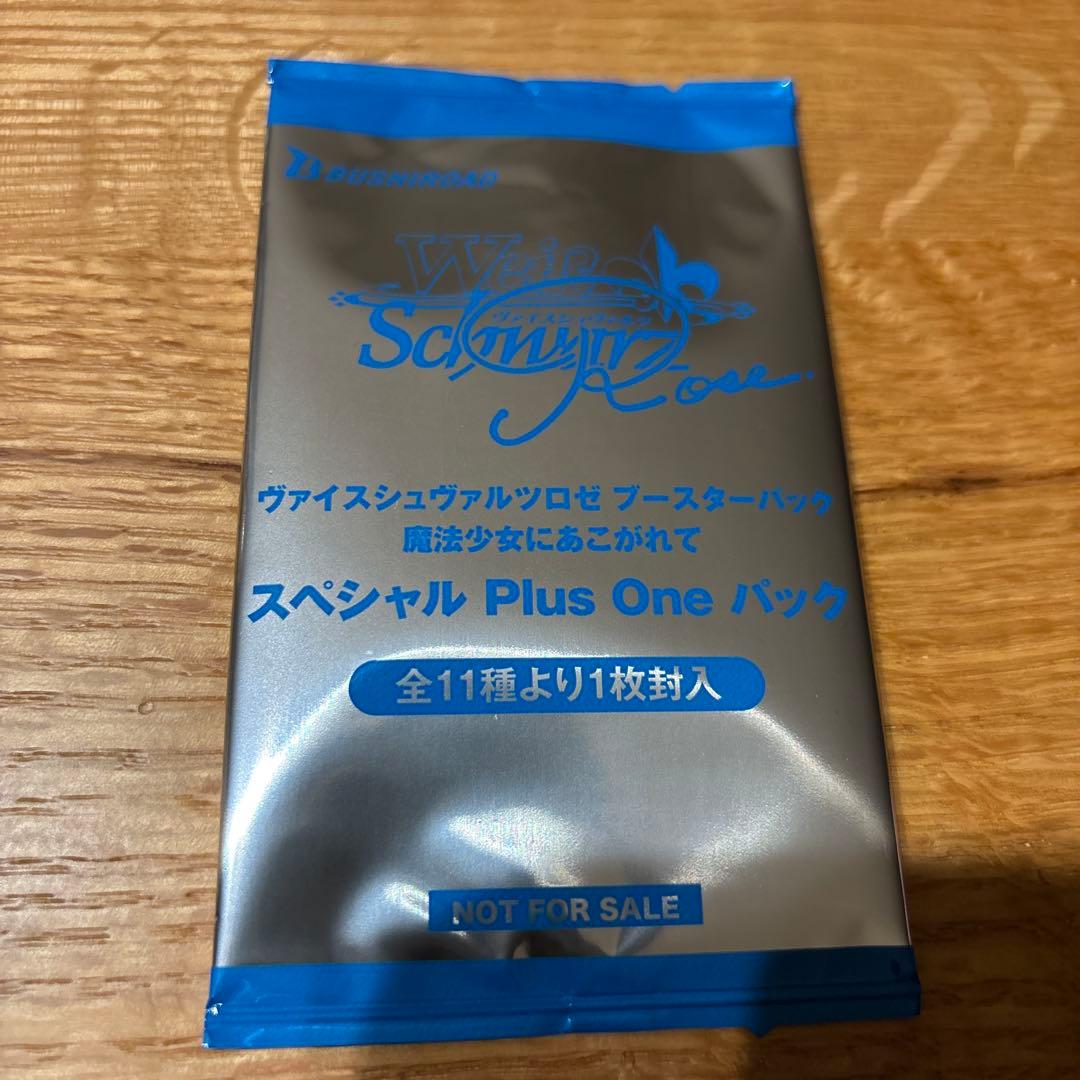 BUSHIROAD
Weiß
Schwarz
ヴァイスシュヴァルツ
Rose
ヴァイスシュヴァルツロゼ ブースターパック
魔法少女にあこがれて
スペシャル Plus One パック
全11種より1枚封入
NOT FOR SALE